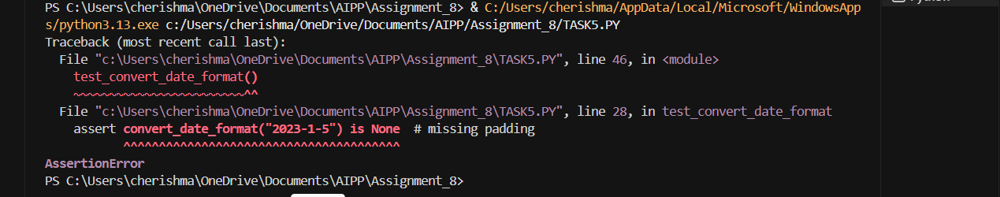 PS C:\Users\cherishma\OneDrive\Documents\AIPP\Assignment_8> & C:/Users/cherishma/AppData/Local/Microsoft/WindowsApp
s/python3.13.exe c:/Users/cherishma/OneDrive/Documents/AIPP/Assignment_8/TASK5.PY
Traceback (most recent call last):
  File "c:\Users\cherishma\OneDrive\Documents\AIPP\Assignment_8\TASK5.PY", line 46, in <module>
    test_convert_date_format()
    ~~~~~~~~~~~~~~~~~~~~~~~~^^
  File "c:\Users\cherishma\OneDrive\Documents\AIPP\Assignment_8\TASK5.PY", line 28, in test_convert_date_format
    assert convert_date_format("2023-1-5") is None  # missing padding
           ^^^^^^^^^^^^^^^^^^^^^^^^^^^^^^^^^^^^^^^
AssertionError
PS C:\Users\cherishma\OneDrive\Documents\AIPP\Assignment_8>